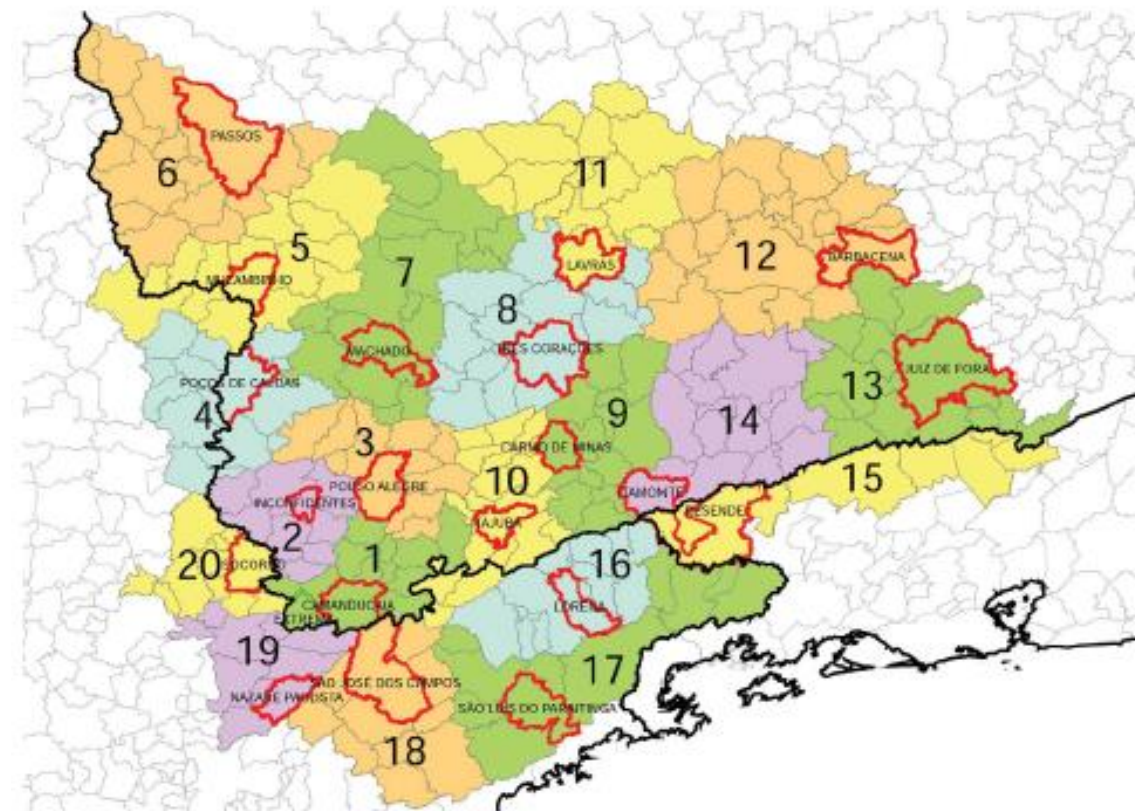 PASSOS
6
11
5
12
BARBACENA
MUZAMBINHO
LAVRAS
7
8
TRES CORAÇÕES
MACHADO
JUIZ DE FORA
13
POÇOS DE CALDAS
14
4
9
3
CARMO DE MINAS
10
15
POUSO ALEGRE
INCONFIDENTES
RESENDE
2
1
20
SOCORRO
16
CAMANDUCAIA
LORENA
EXTREMA
19
17
SÃO JOSÉ DOS CAMPOS
NAZARÉ PAULISTA
SÃO LUÍS DO PARAITINGA
18